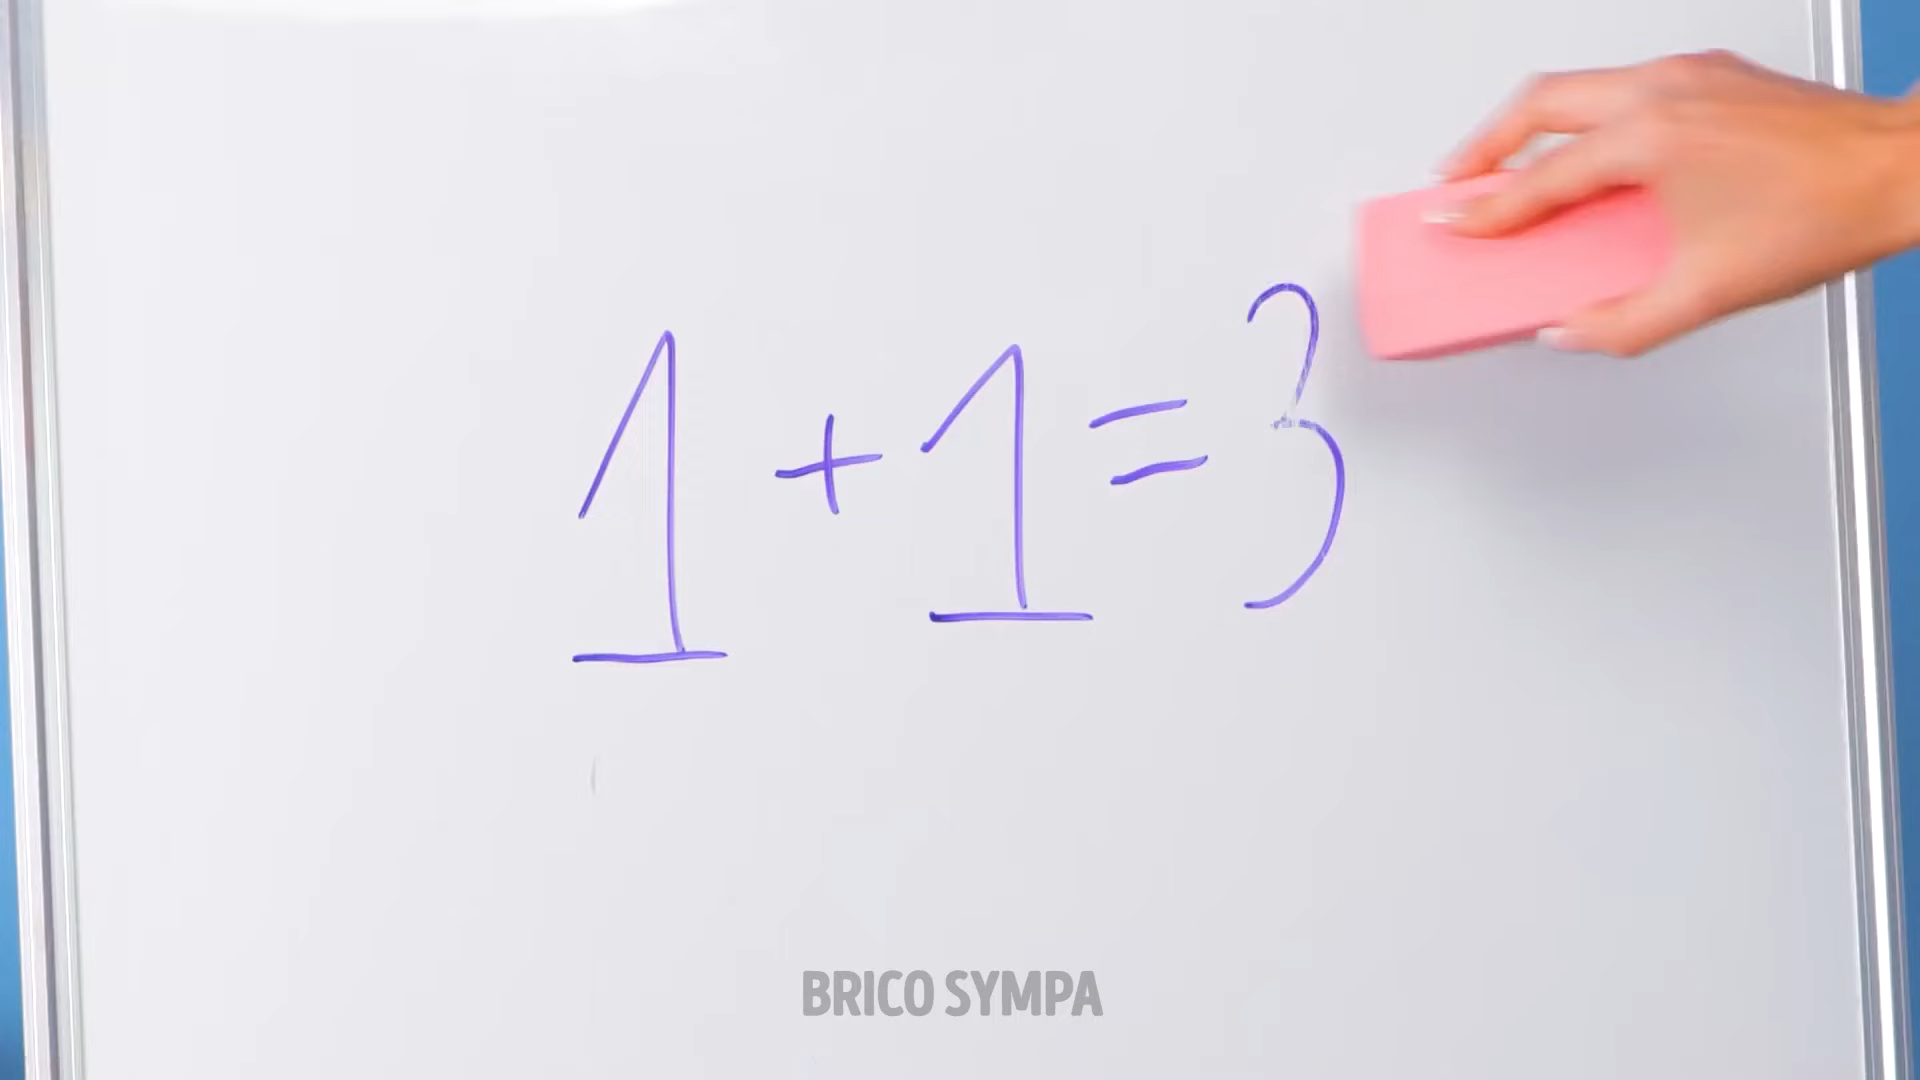 1 + 1 = 3
BRICO SYMPA